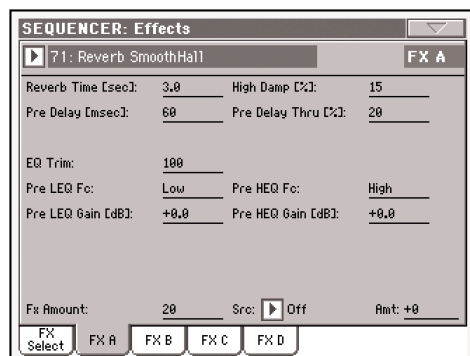 SEQUENCER: Effects
71: Reverb SmoothHall FX A
Reverb Time [sec]: 3.0 High Damp [%]: 15
Pre Delay [msec]: 60 Pre Delay Thru [%]: 20
EQ Trim: 100
Pre LEQ Fc: Low Pre HEQ Fc: High
Pre LEQ Gain [dB]: +0.0 Pre HEQ Gain [dB]: +0.0
Fx Amount: 20 Src: Off Amt: +0
FX Select FX A FX B FX C FX D